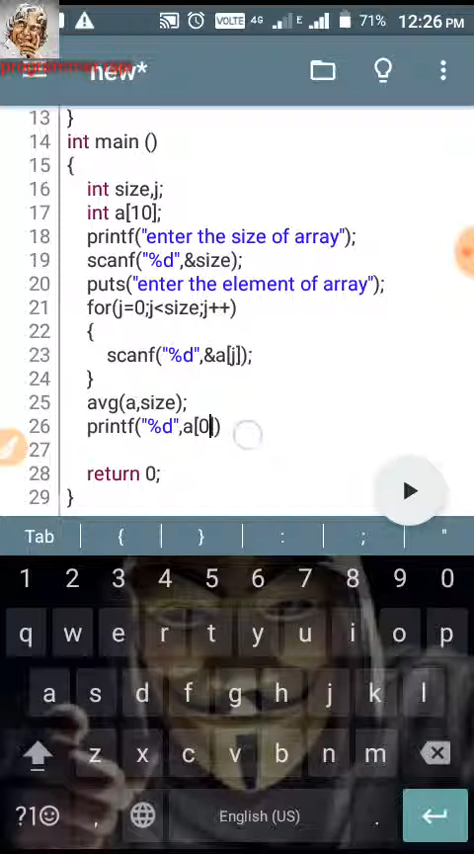 VOLTE 4G E 71% 12:26 PM
new*
13 }
14 int main ()
15 {
16 int size,j;
17 int a[10];
18 printf("enter the size of array");
19 scanf("%d",&size);
20 puts("enter the element of array");
21 for(j=0;j<size;j++)
22 {
23 scanf("%d",&a[j]);
24 }
25 avg(a,size);
26 printf("%d",a[0])
27
28 return 0;
29 }
Tab { } : ; "
1 2 3 4 5 6 7 8 9 0
q w e r t y u i o p
a s d f g h j k l
z x c v b n m
?1 , English (US) .